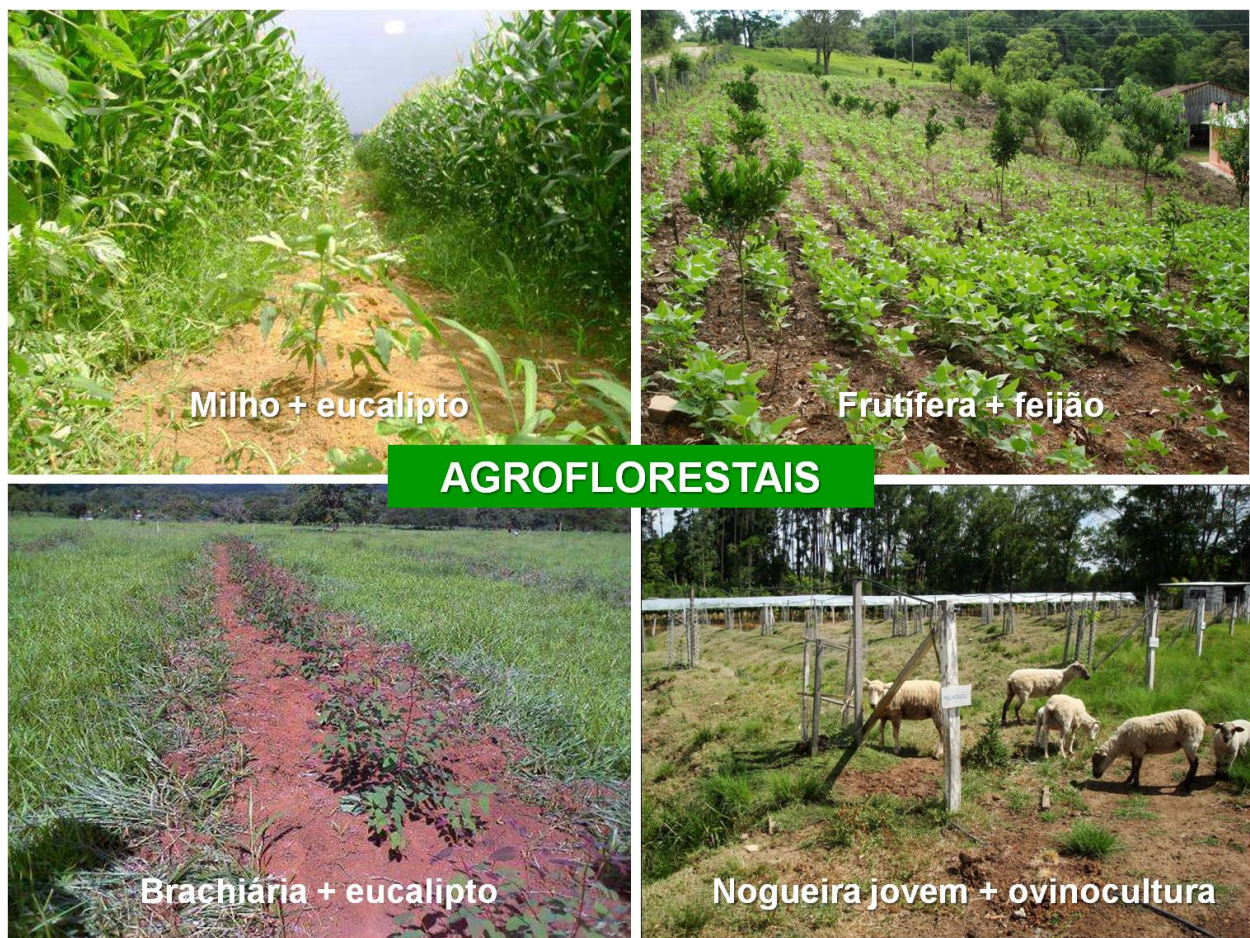 Milho + eucalipto
Frutífera + feijão
AGROFLORESTAIS
Brachiária + eucalipto
Nogueira jovem + ovinocultura